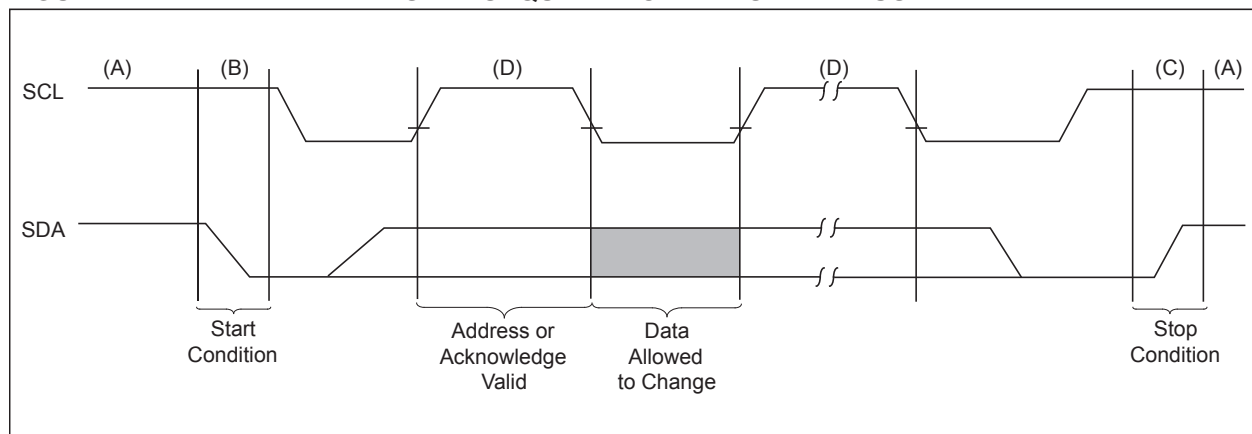 (A) (B) (D) (D) (C) (A)
SCL
SDA
Start
Condition
Address or
Acknowledge
Valid
Data
Allowed
to Change
Stop
Condition